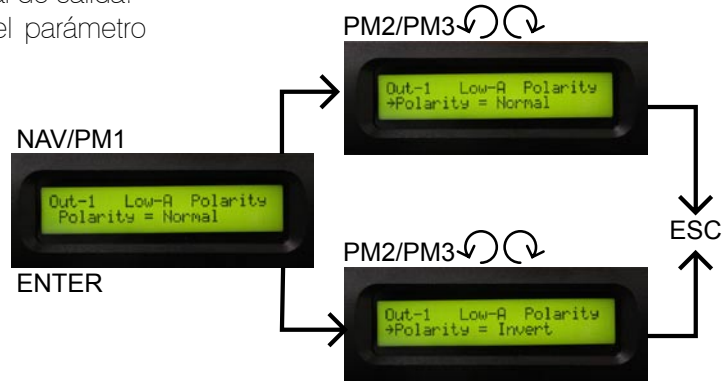 al de salida.
el parámetro
PM2/PM3
Out-1 Low-A Polarity
→Polarity = Normal
NAV/PM1
Out-1 Low-A Polarity
Polarity = Normal
ENTER
ESC
PM2/PM3
Out-1 Low-A Polarity
→Polarity = Invert